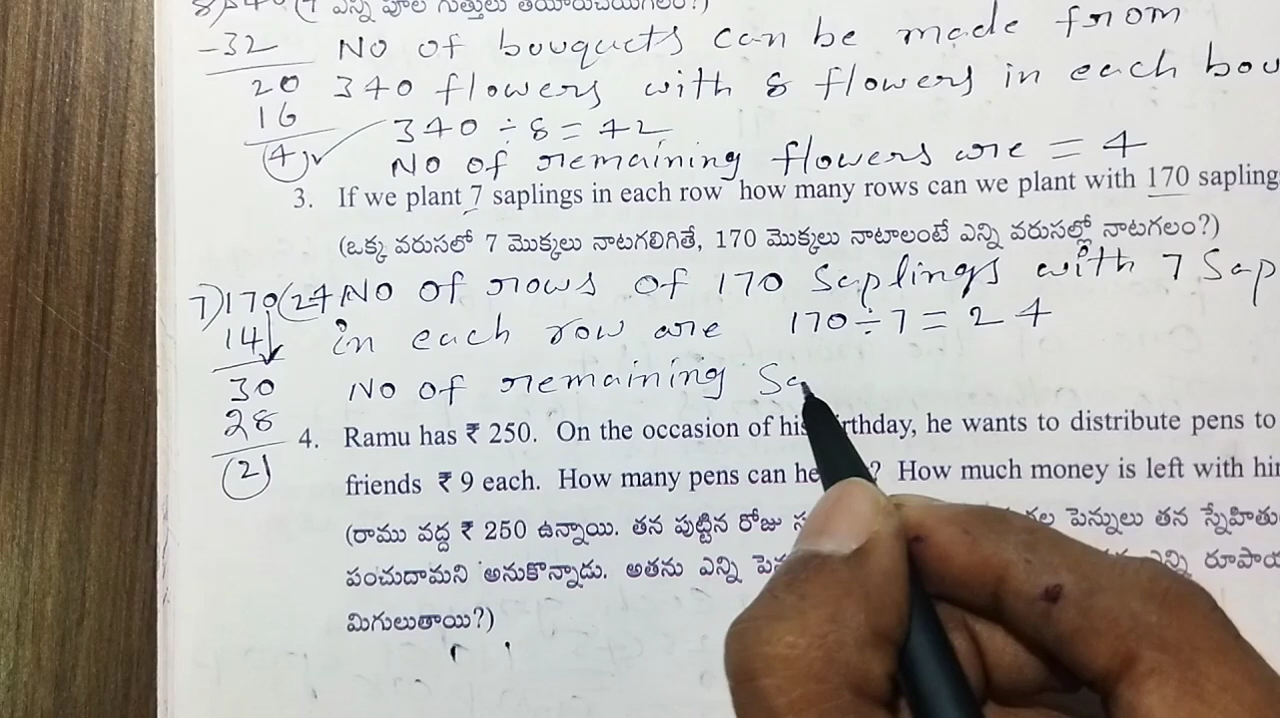 ఎన్ని పూల గుత్తులు తయారుచేయగలం?)
-32 No of bouquets can be made from
20 340 flowers with 8 flowers in each bou
16 340 ÷ 8 = 42
(4) No of remaining flowers are = 4
3. If we plant 7 saplings in each row how many rows can we plant with 170 sapling
(ఒక్క వరుసలో 7 మొక్కలు నాటగలిగితే, 170 మొక్కలు నాటాలంటే ఎన్ని వరుసల్లో నాటగలం?)
7)170(24 No of rows of 170 Saplings with 7 Sap
14 in each row are 170 ÷ 7 = 24
30 No of remaining Sa
28
(2)
4. Ramu has ₹ 250. On the occasion of his birthday, he wants to distribute pens to
friends ₹ 9 each. How many pens can he ? How much money is left with hi
(రాము వద్ద ₹ 250 ఉన్నాయి. తన పుట్టిన రోజు పెన్నులు తన స్నేహితు
పంచుదామని అనుకొన్నాడు. అతను ఎన్ని ఎన్ని రూపాయ
మిగులుతాయి?)